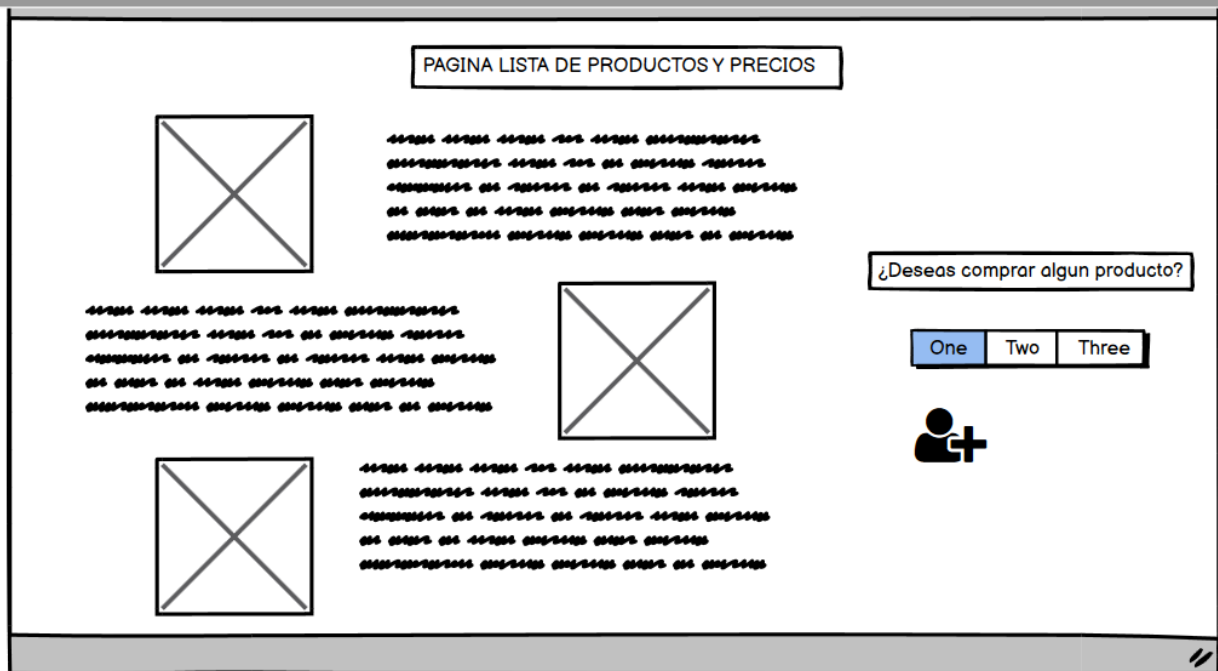 PAGINA LISTA DE PRODUCTOS Y PRECIOS
¿Deseas comprar algun producto?
One Two Three